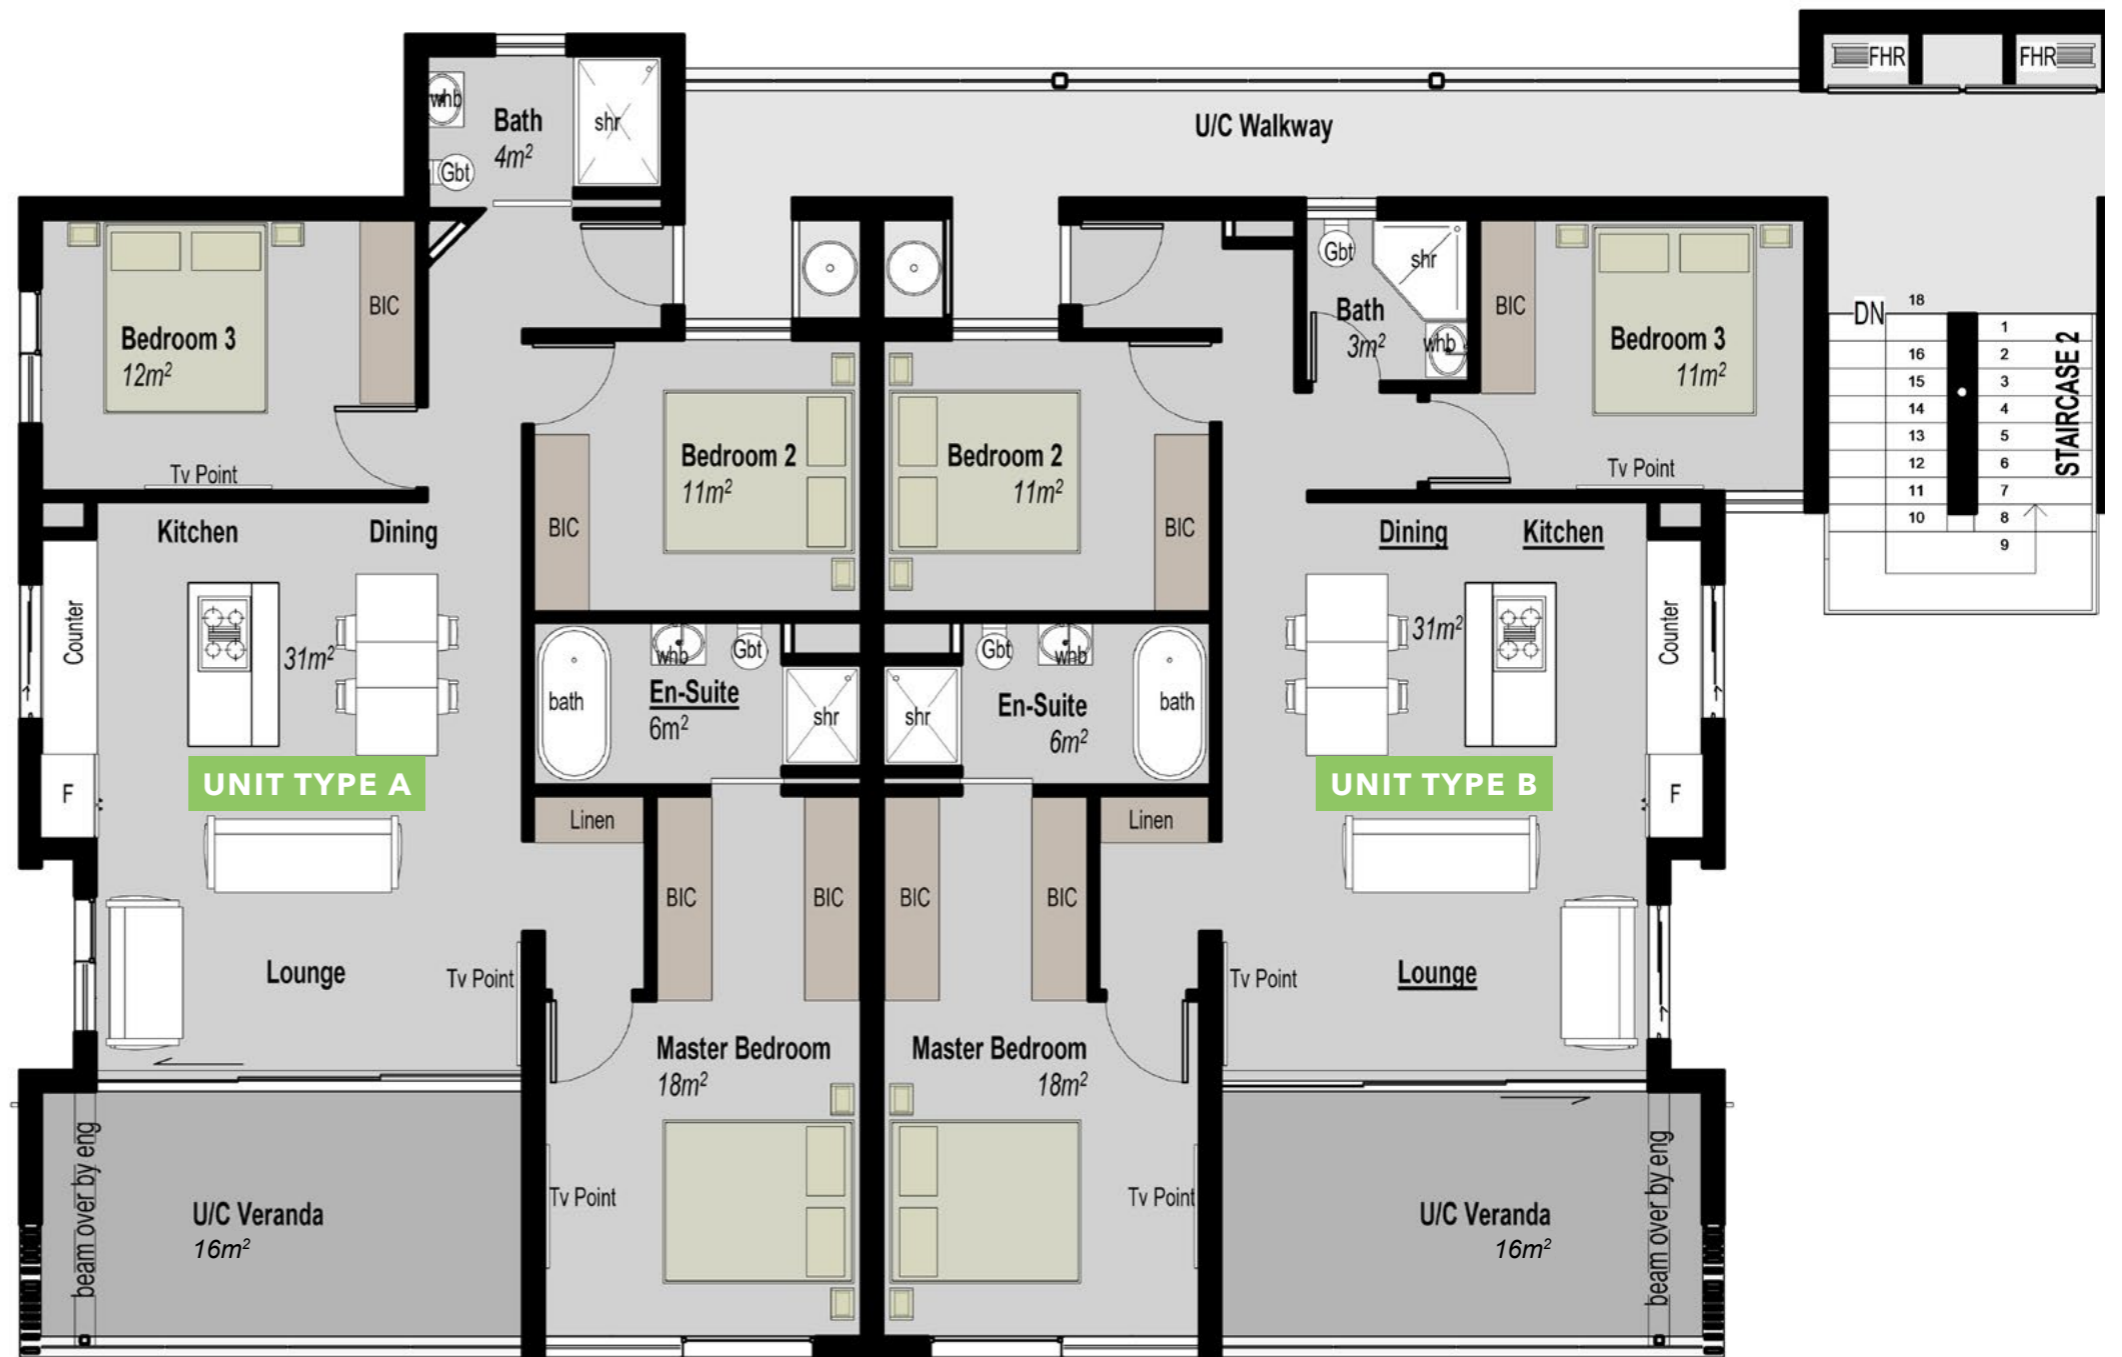 FHR
FHR
whb
Bath
4m²
shr
Gbt
U/C Walkway
Bedroom 3
12m²
BIC
Tv Point
Gbt
shr
Bath
3m²
whb
BIC
Bedroom 3
11m²
Tv Point
DN
18
16
15
14
13
12
11
10
1
2
3
4
5
6
7
8
9
STAIRCASE 2
Bedroom 2
11m²
BIC
Bedroom 2
11m²
BIC
Kitchen
Dining
Counter
31m²
F
UNIT TYPE A
bath
whb
Gbt
En-Suite
6m²
shr
Gbt
whb
En-Suite
6m²
shr
bath
Dining
Kitchen
31m²
Counter
F
UNIT TYPE B
Linen
BIC
BIC
BIC
BIC
Linen
Lounge
Tv Point
Master Bedroom
18m²
Tv Point
Master Bedroom
18m²
Tv Point
Tv Point
Lounge
beam over by eng
U/C Veranda
16m²
U/C Veranda
16m²
beam over by eng